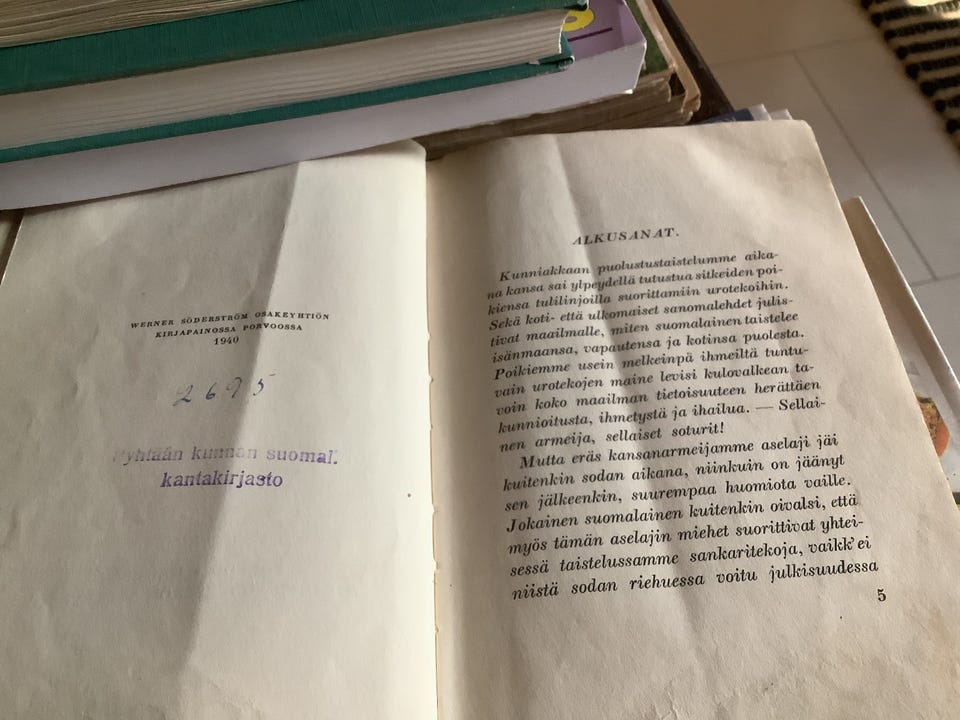 WERNER SÖDERSTRÖM OSAKEYHTIÖN
KIRJAPAINOSSA PORVOOSSA
1940
2695
Pyhtään kunnan suomal.
kantakirjasto
ALKUSANAT.
Kunniakkaan puolustustaistelumme aika-
na kansa sai ylpeydellä tutustua sitkeiden poi-
kiensa tulilinjoilla suorittamiin urotekoihin.
Sekä koti- että ulkomaiset sanomalehdet julis-
tivat maailmalle, miten suomalainen taistelee
isänmaansa, vapautensa ja kotinsa puolesta.
Poikiemme usein melkeinpä ihmeiltä tuntu-
vain urotekojen maine levisi kulovalkean ta-
voin koko maailman tietoisuuteen herättäen
kunnioitusta, ihmetystä ja ihailua. — Sellai-
nen armeija, sellaiset soturit!
Mutta eräs kansanarmeijamme aselaji jäi
kuitenkin sodan aikana, niinkuin on jäänyt
sen jälkeenkin, suurempaa huomiota vaille.
Jokainen suomalainen kuitenkin oivalsi, että
myös tämän aselajin miehet suorittivat yhtei-
sessä taistelussamme sankaritekoja, vaikk'ei
niistä sodan riehuessa voitu julkisuudessa
5